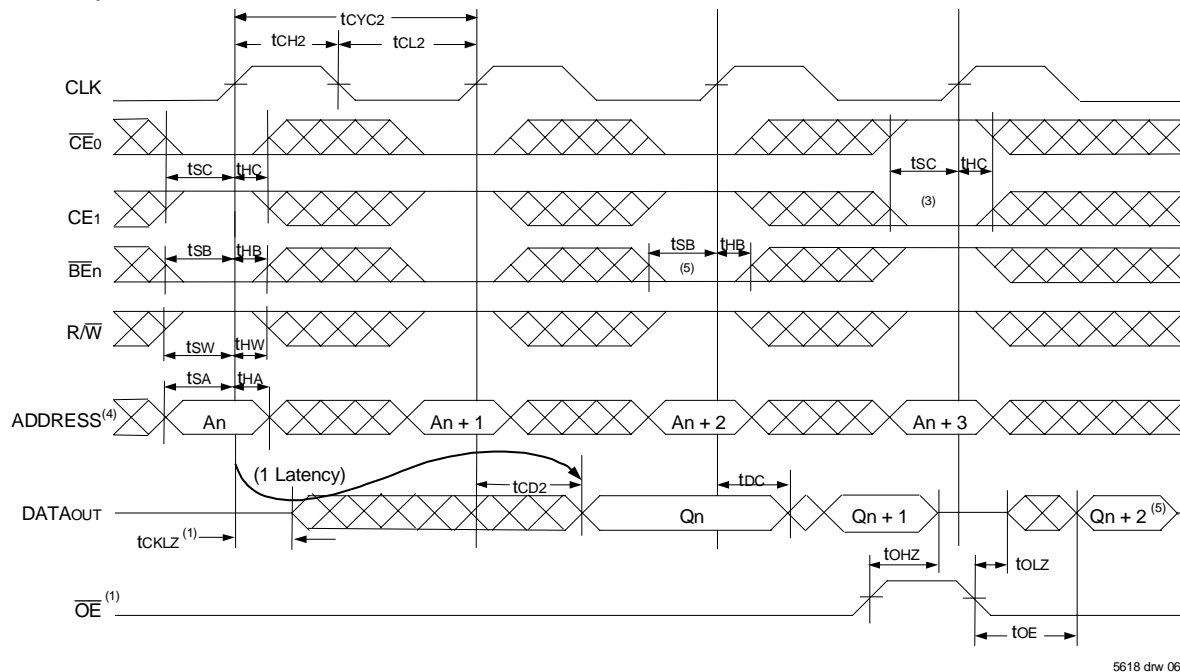 tCYC2
tCH2 tCL2
CLK
CE0
tSC tHC tSC tHC
CE1 (3)
tSB tHB tSB tHB
BEn (5)
R/W
tSW tHW
tSA tHA
ADDRESS(4) An An + 1 An + 2 An + 3
(1 Latency) tCD2 tDC
DATAOUT Qn Qn + 1 Qn + 2 (5)
tCKLZ (1)
tOHZ tOLZ
OE (1)
tOE
5618 drw 06